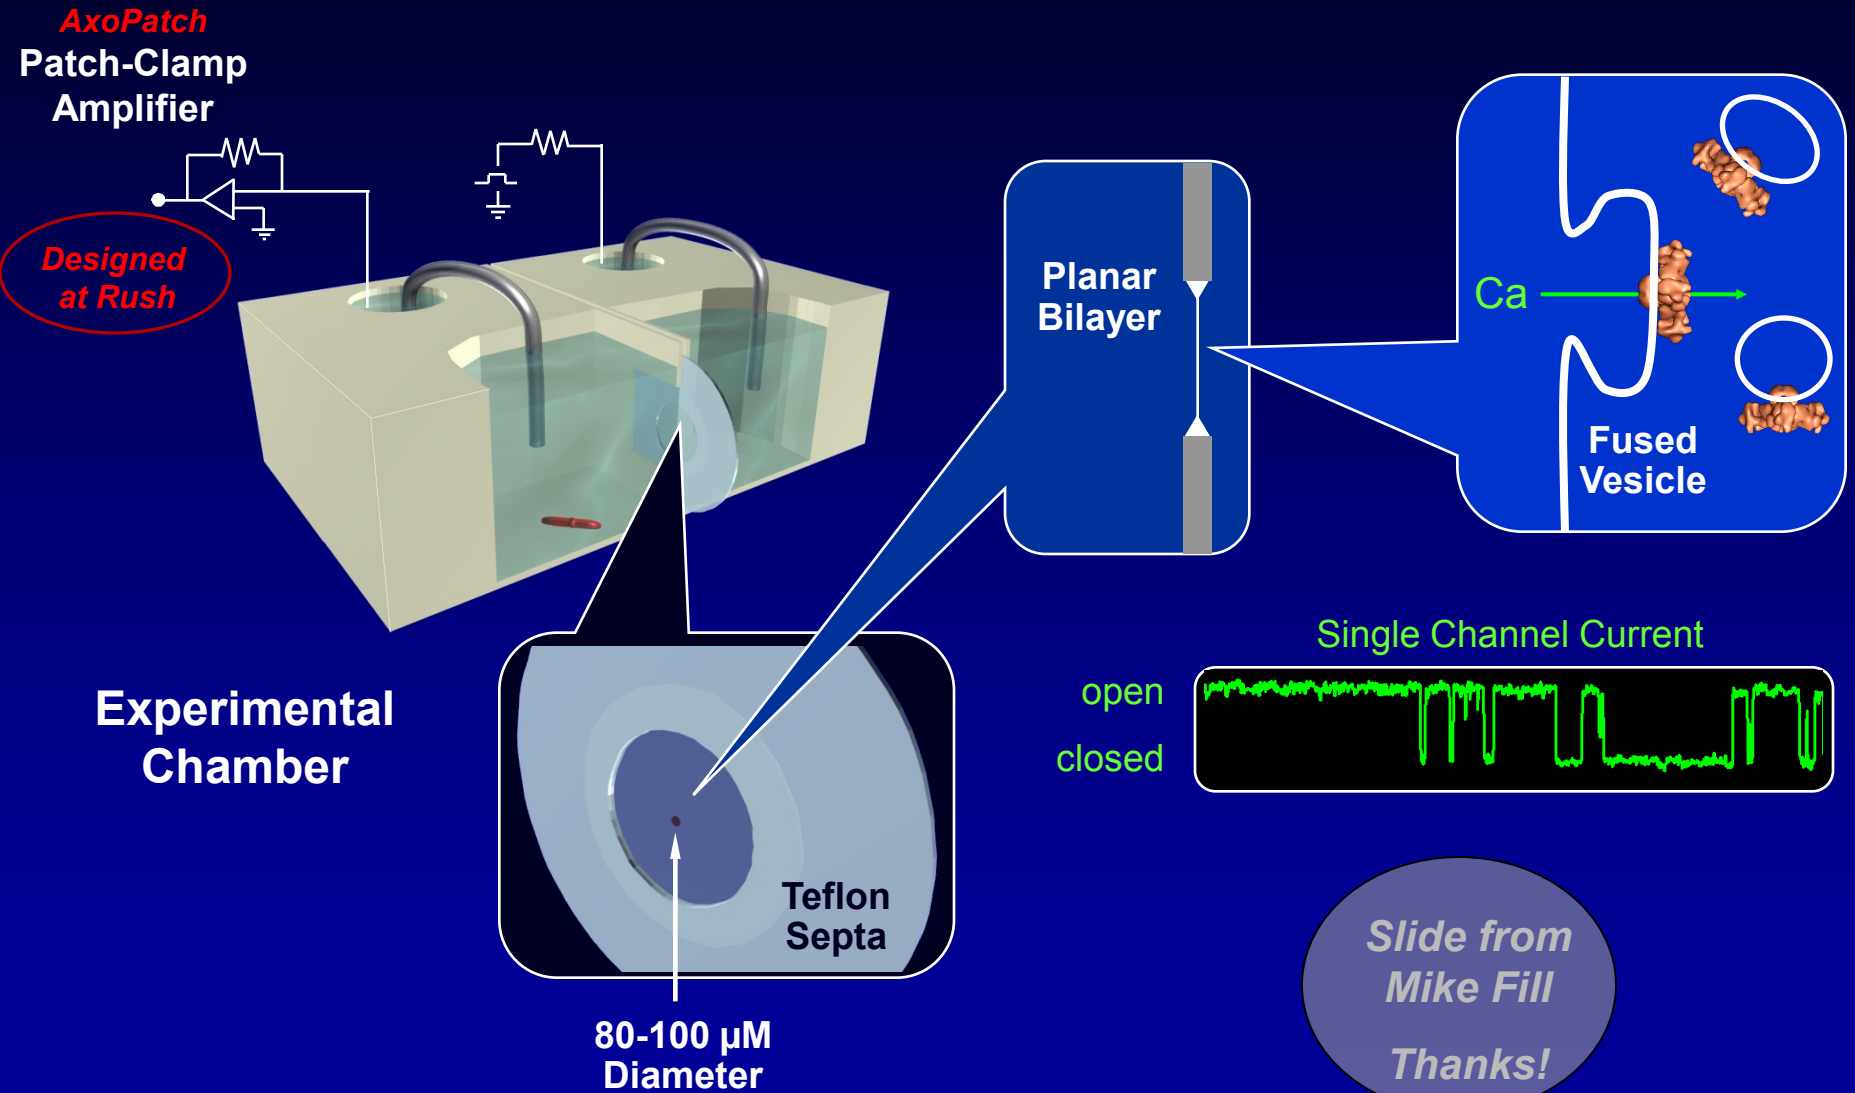 AxoPatch
Patch-Clamp
Amplifier
Designed
at Rush
Experimental
Chamber
Teflon
Septa
80-100 µM
Diameter
Planar
Bilayer
Ca
Fused
Vesicle
Single Channel Current
open
closed
Slide from
Mike Fill
Thanks!